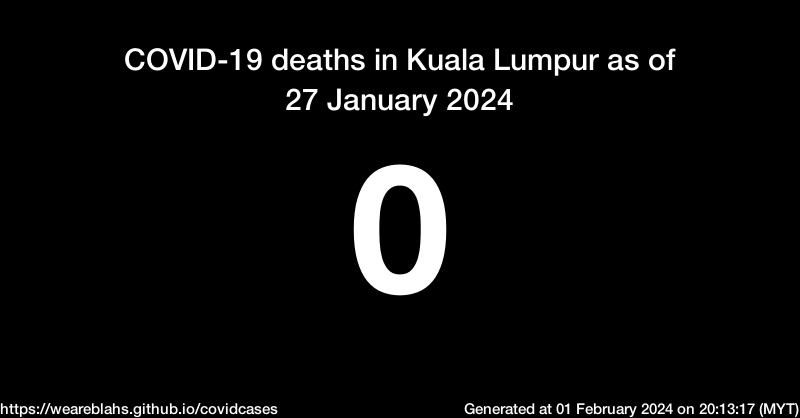 COVID-19 deaths in Kuala Lumpur as of
27 January 2024
0
https://weareblahs.github.io/covidcases
Generated at 01 February 2024 on 20:13:17 (MYT)